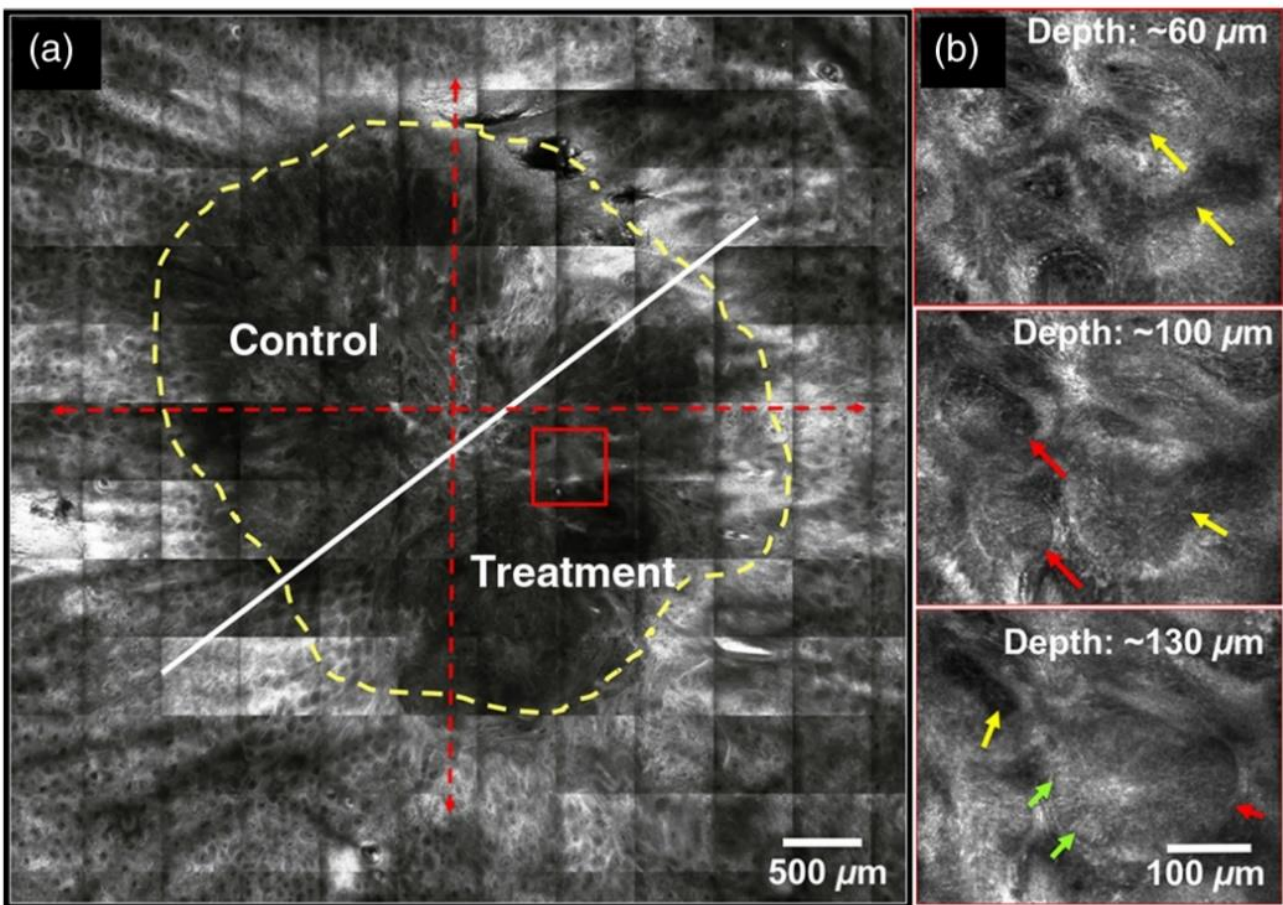 (a)
Control
Treatment
500 µm
(b)
Depth: ~60 µm
Depth: ~100 µm
Depth: ~130 µm
100 µm